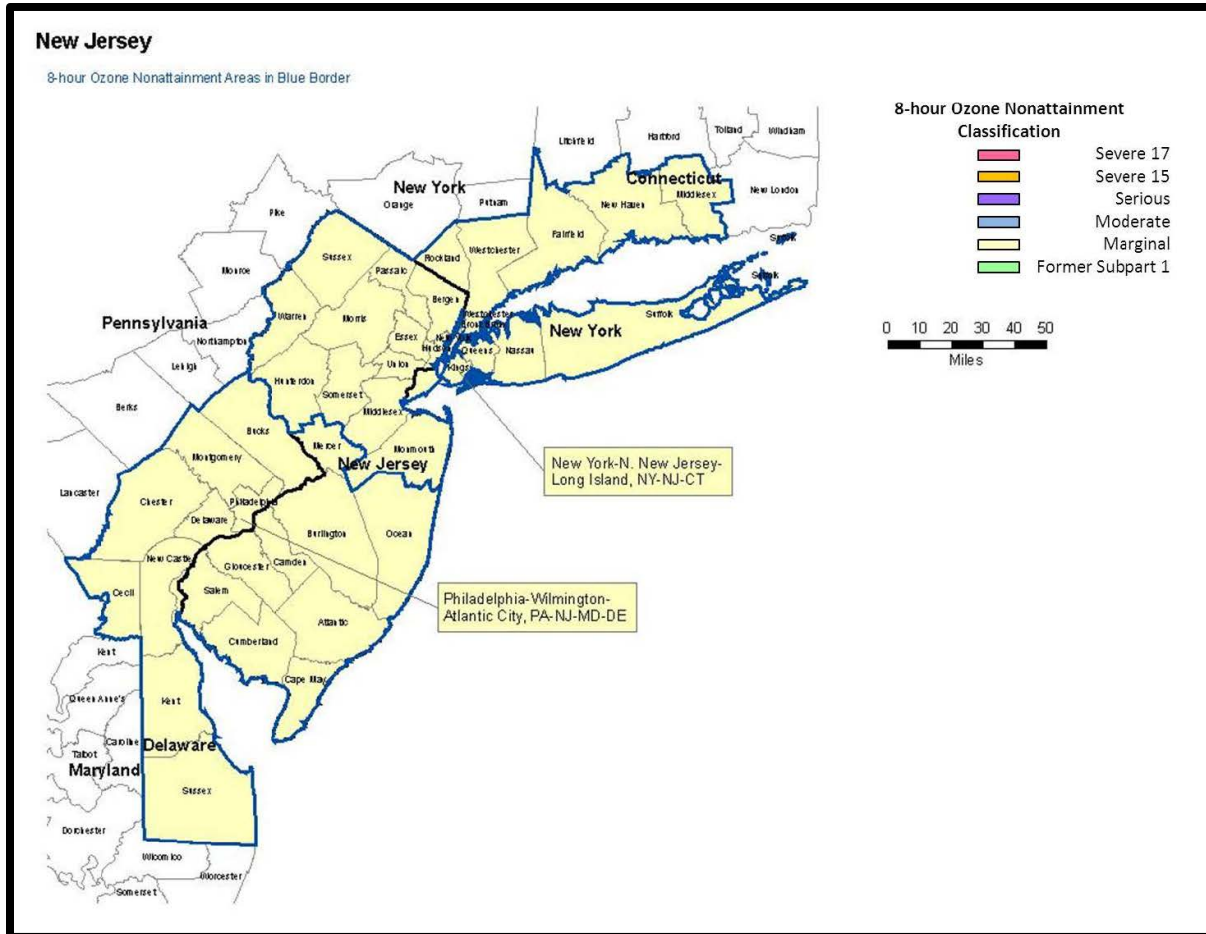 New Jersey
8-hour Ozone Nonattainment Areas in Blue Border
8-hour Ozone Nonattainment
Classification
Severe 17
Severe 15
Serious
Moderate
Marginal
Former Subpart 1
0 10 20 30 40 50
Miles
Litchfield
Hartford
Tolland
Windham
Connecticut
New London
Middlesex
New Haven
Fairfield
New York
Orange
Putnam
Pike
Rockland
Westchester
Sussex
Passaic
Suffolk
Suffolk
Monroe
Bergen
Warren
Morris
Westchester
Pennsylvania
Essex
Hudson
New York
Queens
Nassau
Suffolk
Northampton
Union
Kings
Lehigh
Hunterdon
Somerset
Middlesex
Berks
Bucks
Mercer
Monmouth
New Jersey
Montgomery
New York-N. New Jersey-
Long Island, NY-NJ-CT
Lancaster
Chester
Philadelphia
Delaware
Burlington
Ocean
New Castle
Gloucester
Camden
Cecil
Salem
Philadelphia-Wilmington-
Atlantic City, PA-NJ-MD-DE
Atlantic
Cumberland
Kent
Cape May
Queen Anne's
Kent
Caroline
Delaware
Talbot
Maryland
Sussex
Dorchester
Wicomico
Worcester
Somerset